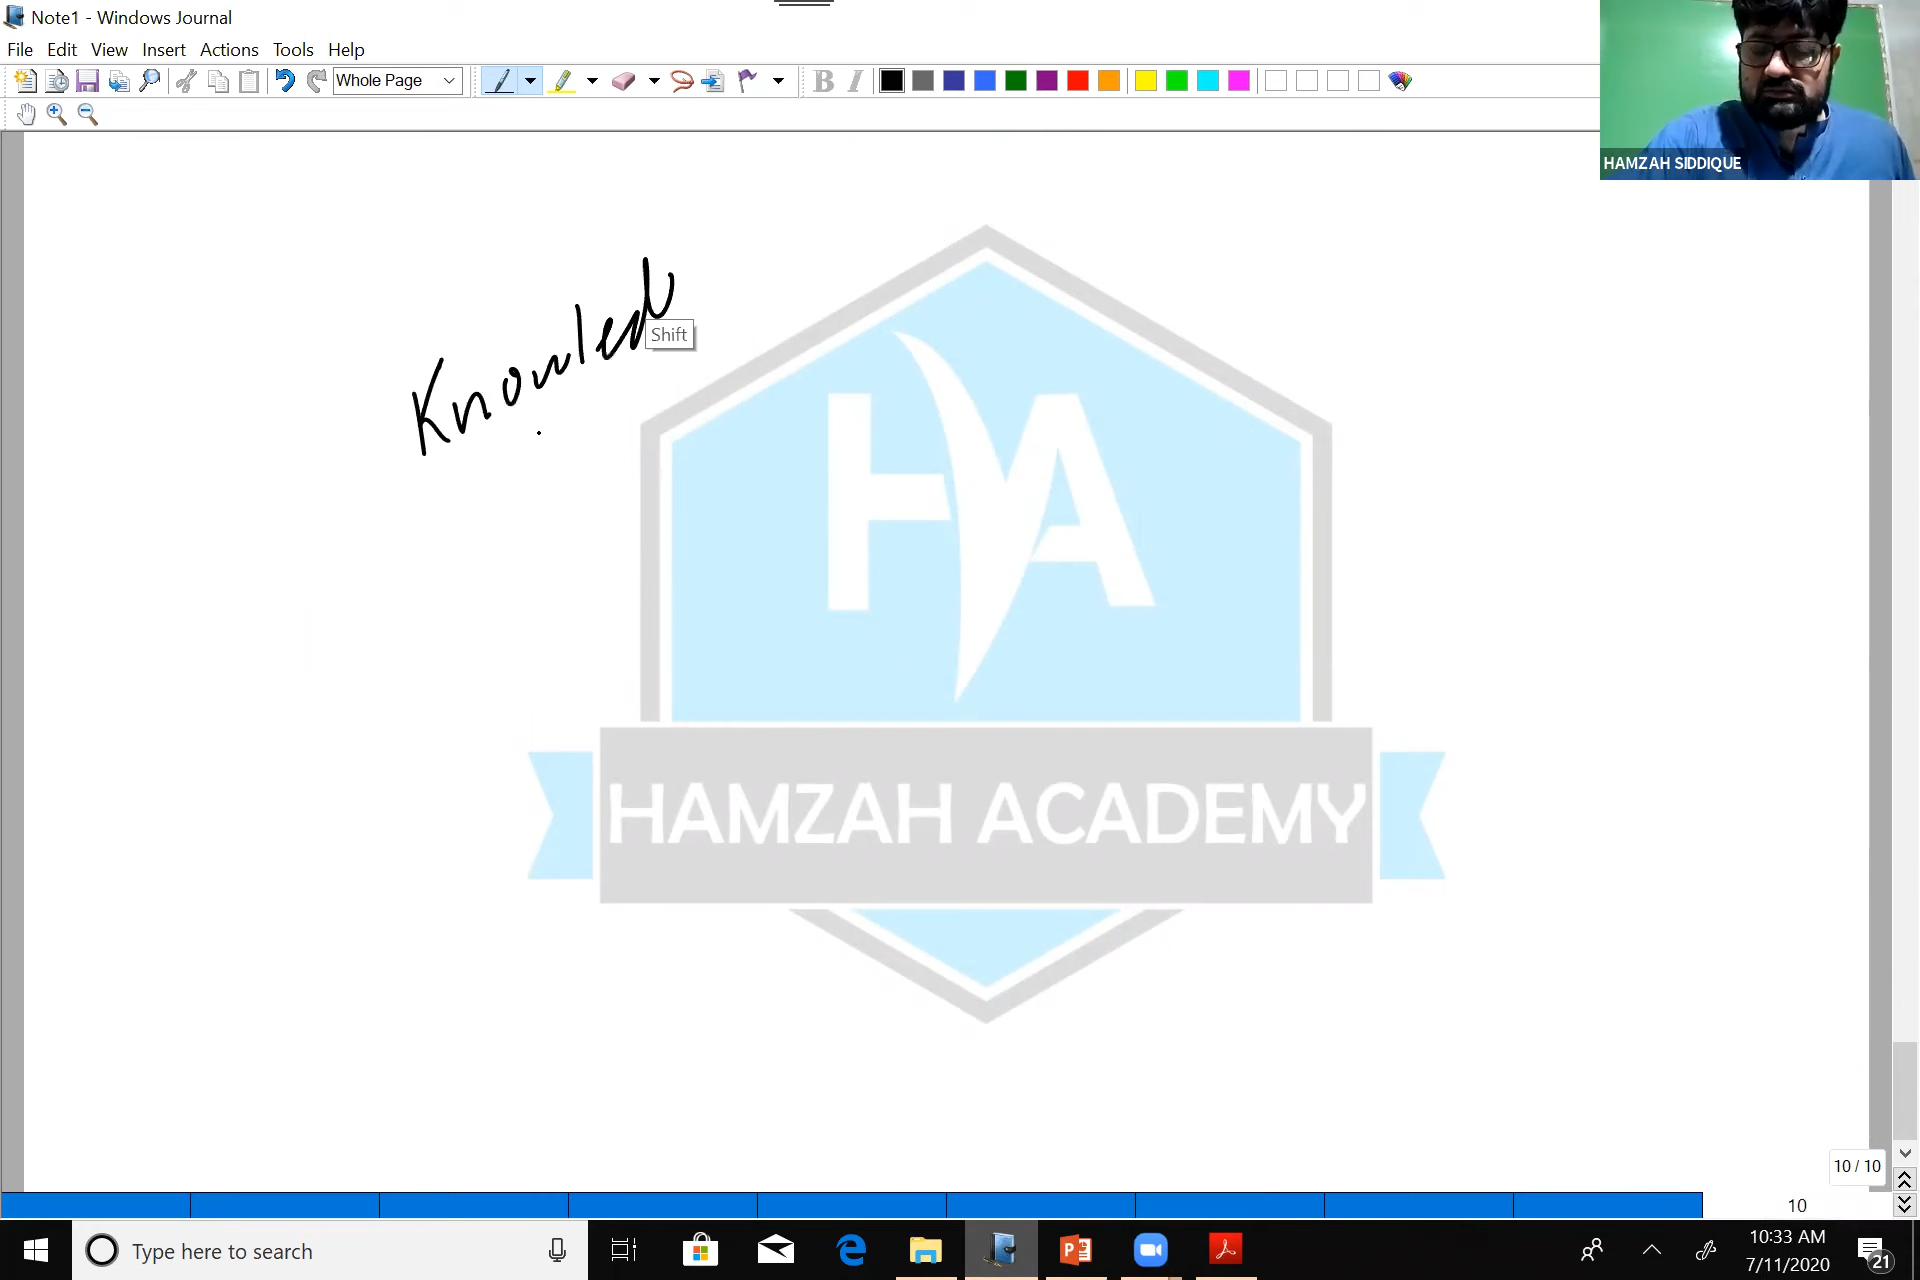 Note1 - Windows Journal
File Edit View Insert Actions Tools Help
Whole Page
B I
HAMZAH SIDDIQUE
Knowled
Shift
HA
HAMZAH ACADEMY
10 / 10
10
Type here to search
10:33 AM
7/11/2020
21